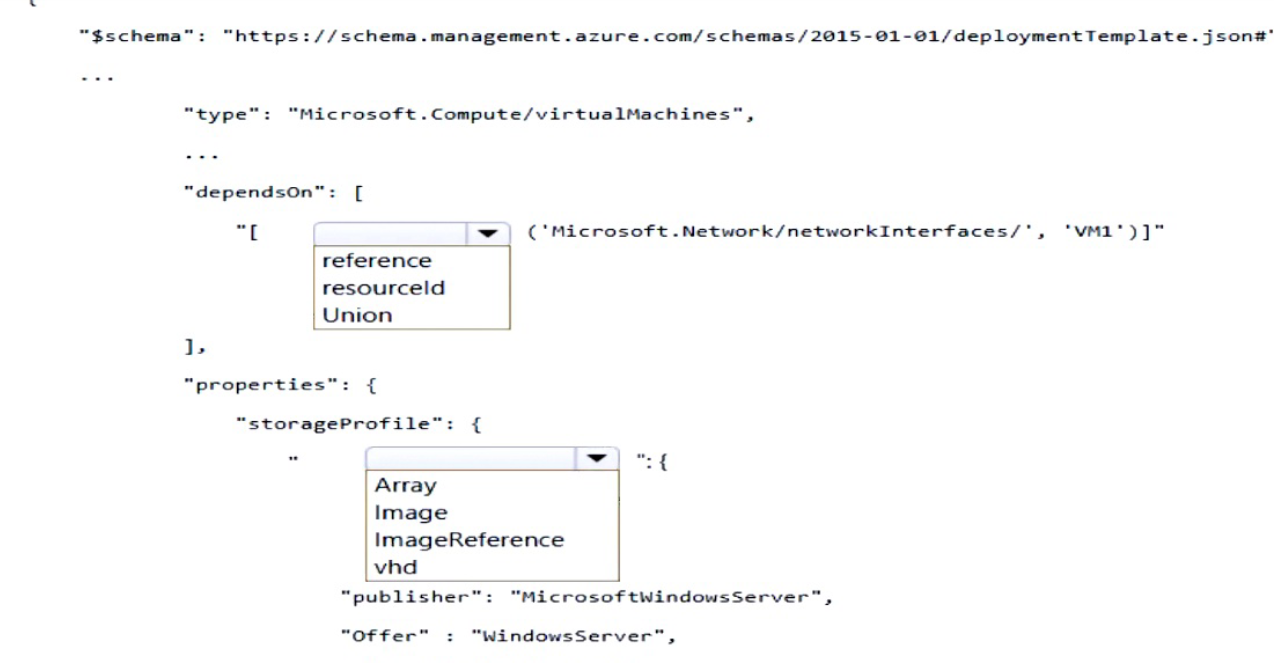 {
"$schema": "https://schema.management.azure.com/schemas/2015-01-01/deploymentTemplate.json#"
...
"type": "Microsoft.Compute/virtualMachines",
...
"dependsOn": [
"[ ('Microsoft.Network/networkInterfaces/', 'VM1')]"
reference
resourceId
Union
],
"properties": {
"storageProfile": {
" ":{
Array
Image
ImageReference
vhd
"publisher": "MicrosoftWindowsServer",
"Offer" : "WindowsServer",